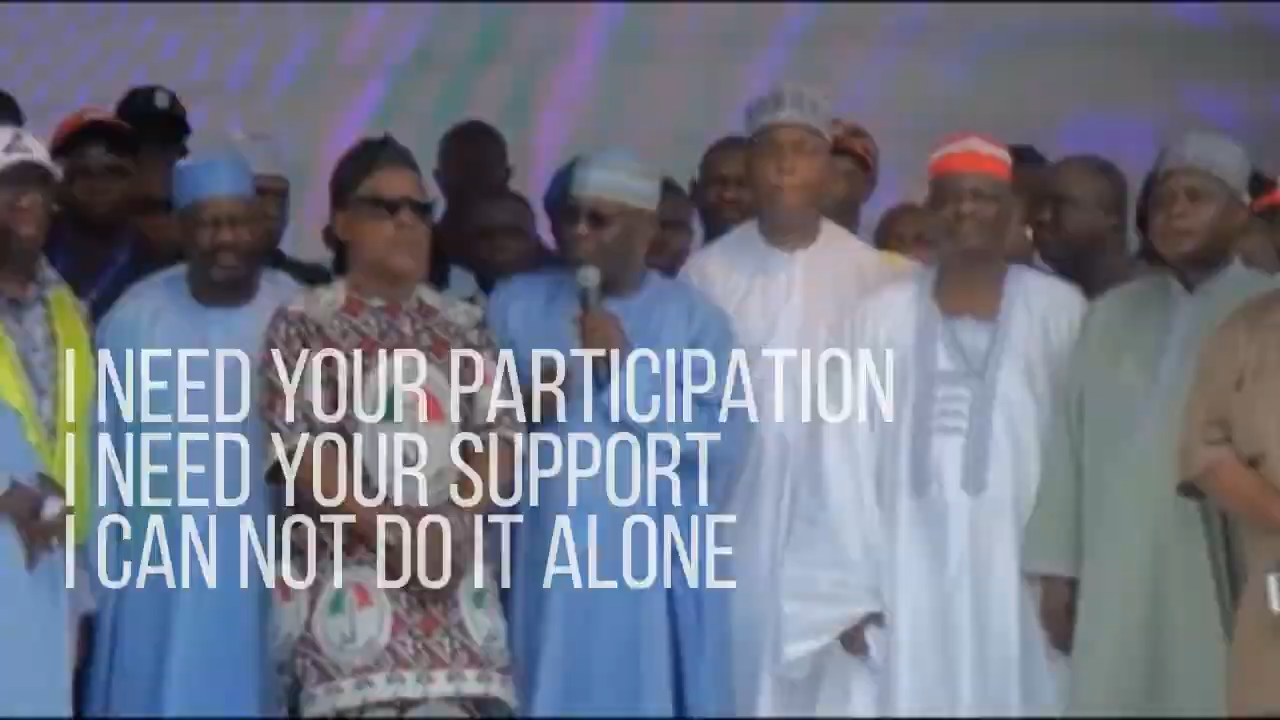 I NEED YOUR PARTICIPATION
I NEED YOUR SUPPORT
I CAN NOT DO IT ALONE